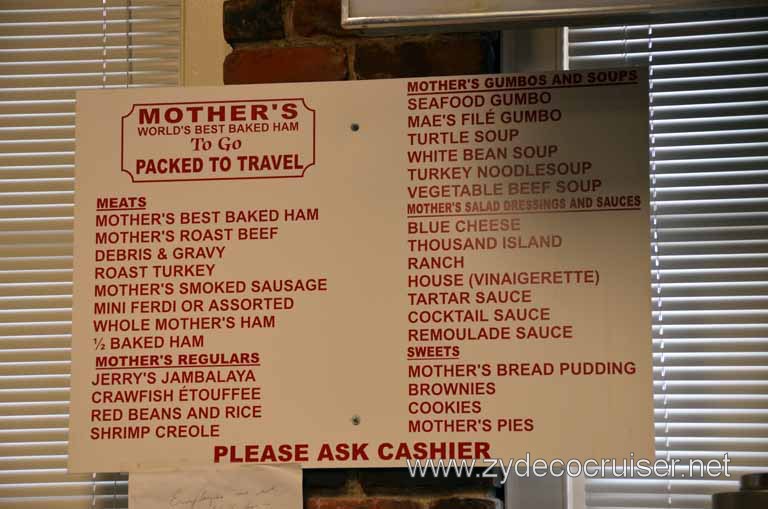 MOTHER'S
WORLD'S BEST BAKED HAM
To Go
PACKED TO TRAVEL
MEATS
MOTHER'S BEST BAKED HAM
MOTHER'S ROAST BEEF
DEBRIS & GRAVY
ROAST TURKEY
MOTHER'S SMOKED SAUSAGE
MINI FERDI OR ASSORTED
WHOLE MOTHER'S HAM
½ BAKED HAM
MOTHER'S REGULARS
JERRY'S JAMBALAYA
CRAWFISH ÉTOUFFEE
RED BEANS AND RICE
SHRIMP CREOLE
MOTHER'S GUMBOS AND SOUPS
SEAFOOD GUMBO
MAE'S FILÉ GUMBO
TURTLE SOUP
WHITE BEAN SOUP
TURKEY NOODLESOUP
VEGETABLE BEEF SOUP
MOTHER'S SALAD DRESSINGS AND SAUCES
BLUE CHEESE
THOUSAND ISLAND
RANCH
HOUSE (VINAIGERETTE)
TARTAR SAUCE
COCKTAIL SAUCE
REMOULADE SAUCE
SWEETS
MOTHER'S BREAD PUDDING
BROWNIES
COOKIES
MOTHER'S PIES
PLEASE ASK CASHIER
www.zydecocruiser.net